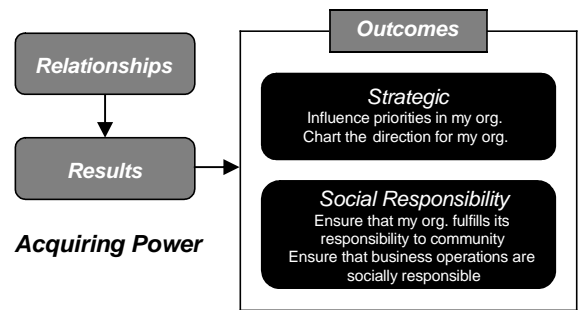 Outcomes
Relationships
Strategic
Influence priorities in my org.
Chart the direction for my org.
Results
Social Responsibility
Ensure that my org. fulfills its
responsibility to community
Ensure that business operations are
socially responsible
Acquiring Power